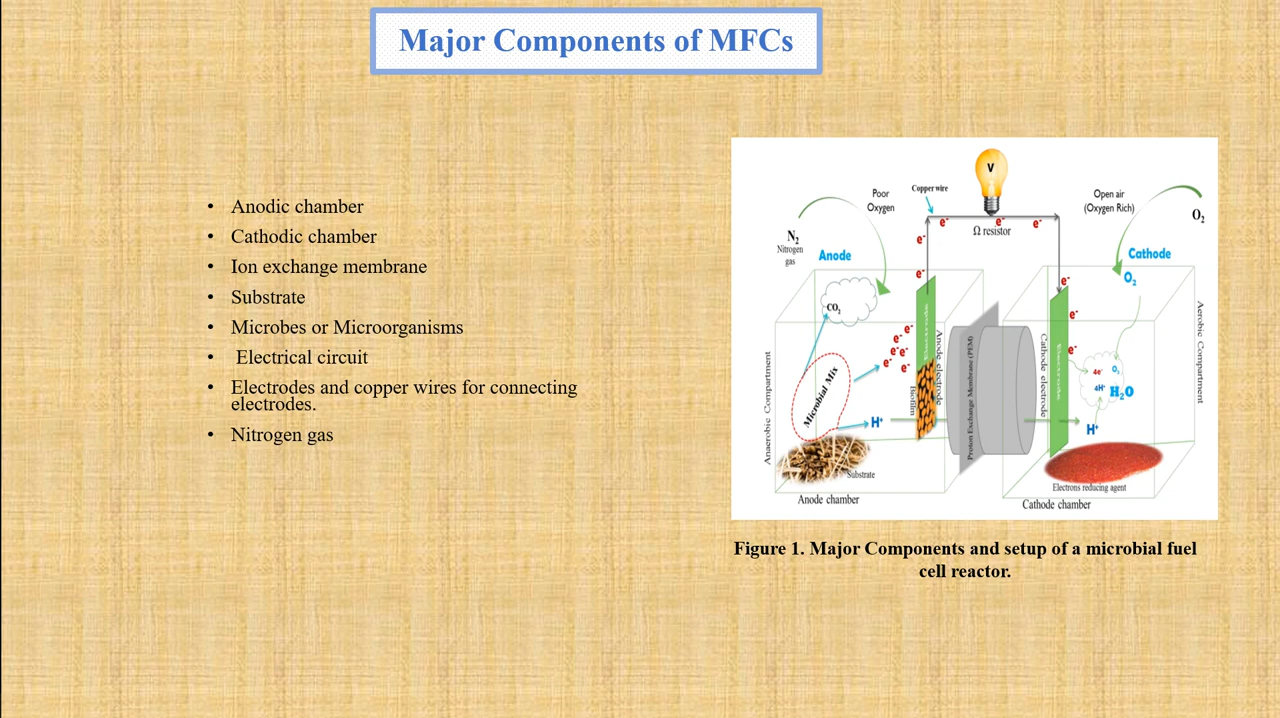 Major Components of MFCs
• Anodic chamber
• Cathodic chamber
• Ion exchange membrane
• Substrate
• Microbes or Microorganisms
• Electrical circuit
• Electrodes and copper wires for connecting
electrodes.
• Nitrogen gas
V
Copper wire
Poor
Oxygen
Open air
(Oxygen Rich)
O2
N2
Nitrogen
gas
Anode
e-
e-
e-
e-
Ω resistor
Cathode
e-
e-
O2
CO2
Electrode
Electrode
e-
e-
e-
e- e-
e- e-
e-
Anaerobic Compartment
Microbial Mix
Biofilm
Anode electrode
Proton Exchange Membrane (PEM)
Cathode electrode
Aerobic Compartment
4e- O2
4H+ H2O
H+
H+
Substrate
Electrons reducing agent
Anode chamber
Cathode chamber
Figure 1. Major Components and setup of a microbial fuel
cell reactor.